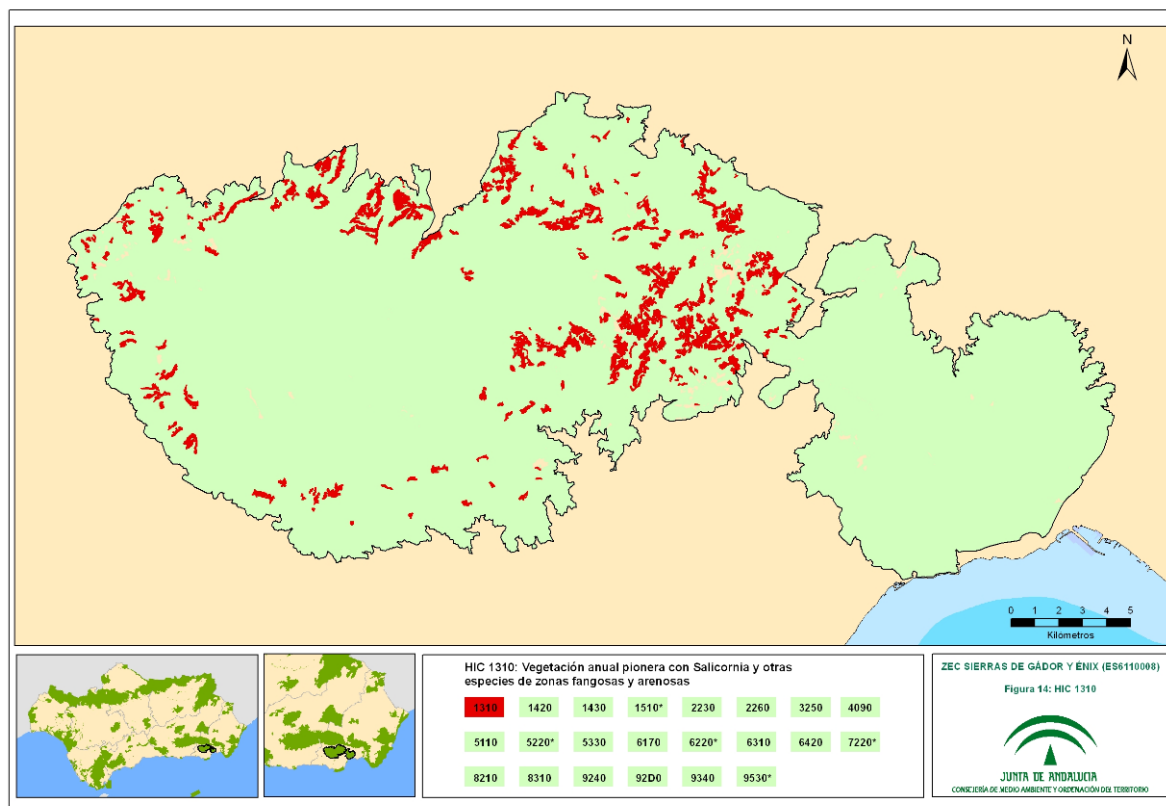 N
0 1 2 3 4 5
Kilometros
HIC 1310: Vegetación anual pionera con Salicornia y otras
especies de zonas fangosas y arenosas
1310 1420 1430 1510* 2230 2260 3250 4090
5110 5220* 5330 6170 6220* 6310 6420 7220*
8210 8310 9240 92D0 9340 9530*
ZEC SIERRAS DE GÁDOR Y ÉNIX (ES6110008)
Figura 14: HIC 1310
JUNTA DE ANDALUCIA
CONSEJERÍA DE MEDIO AMBIENTE Y ORDENACIÓN DEL TERRITORIO